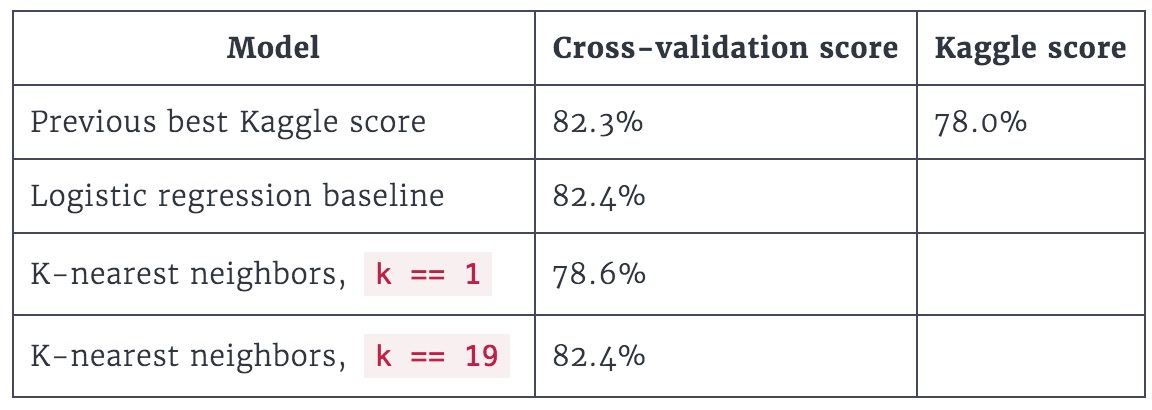 Model Cross-validation score Kaggle score
Previous best Kaggle score 82.3% 78.0%
Logistic regression baseline 82.4%
K-nearest neighbors, k == 1 78.6%
K-nearest neighbors, k == 19 82.4%